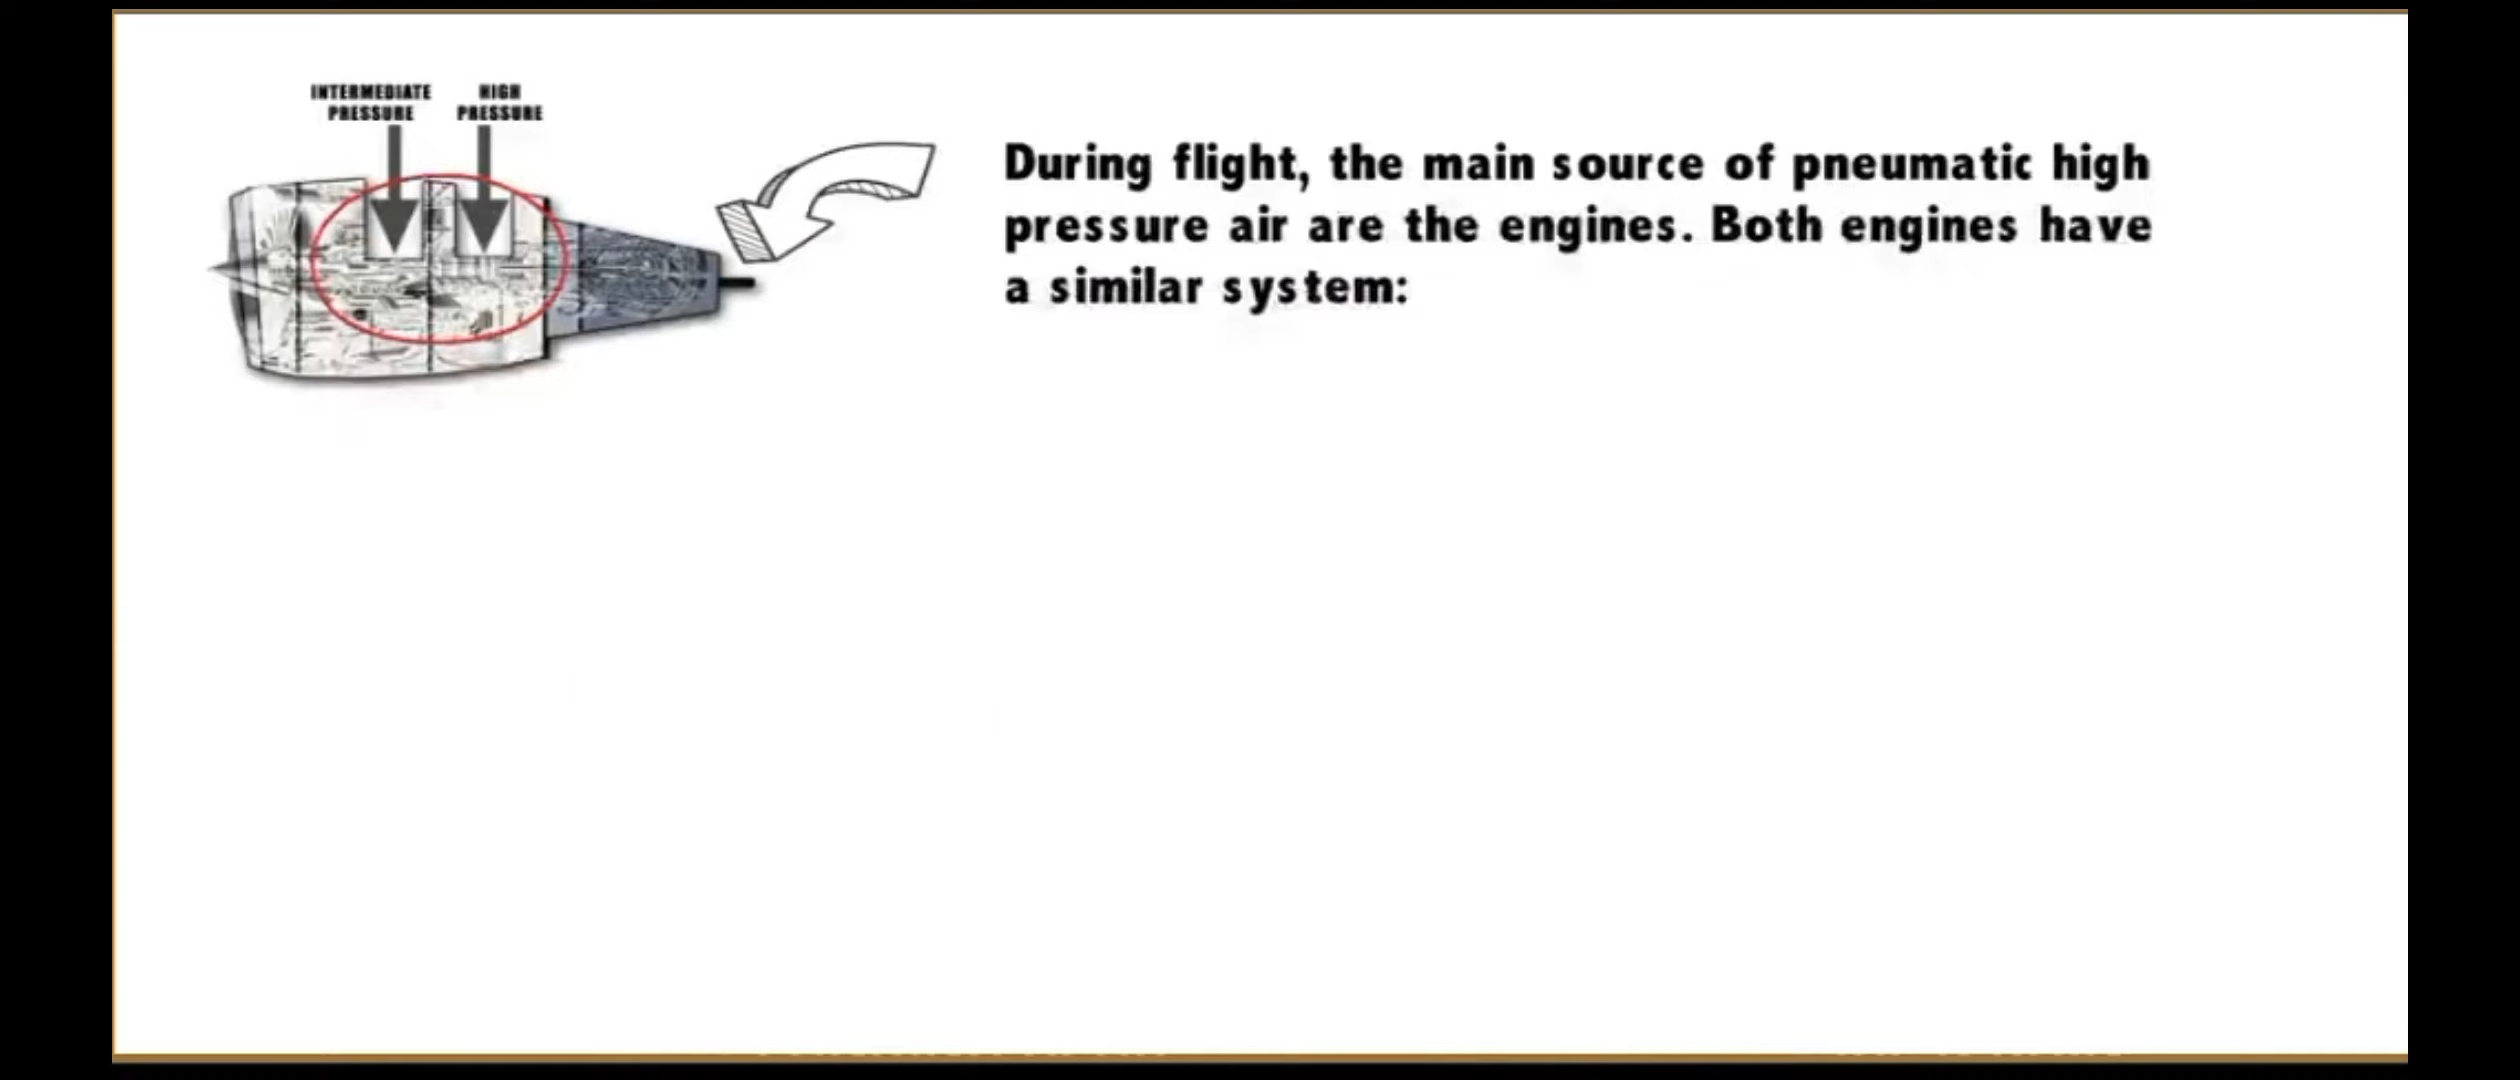 INTERMEDIATE
PRESSURE
HIGH
PRESSURE
During flight, the main source of pneumatic high
pressure air are the engines. Both engines have
a similar system: